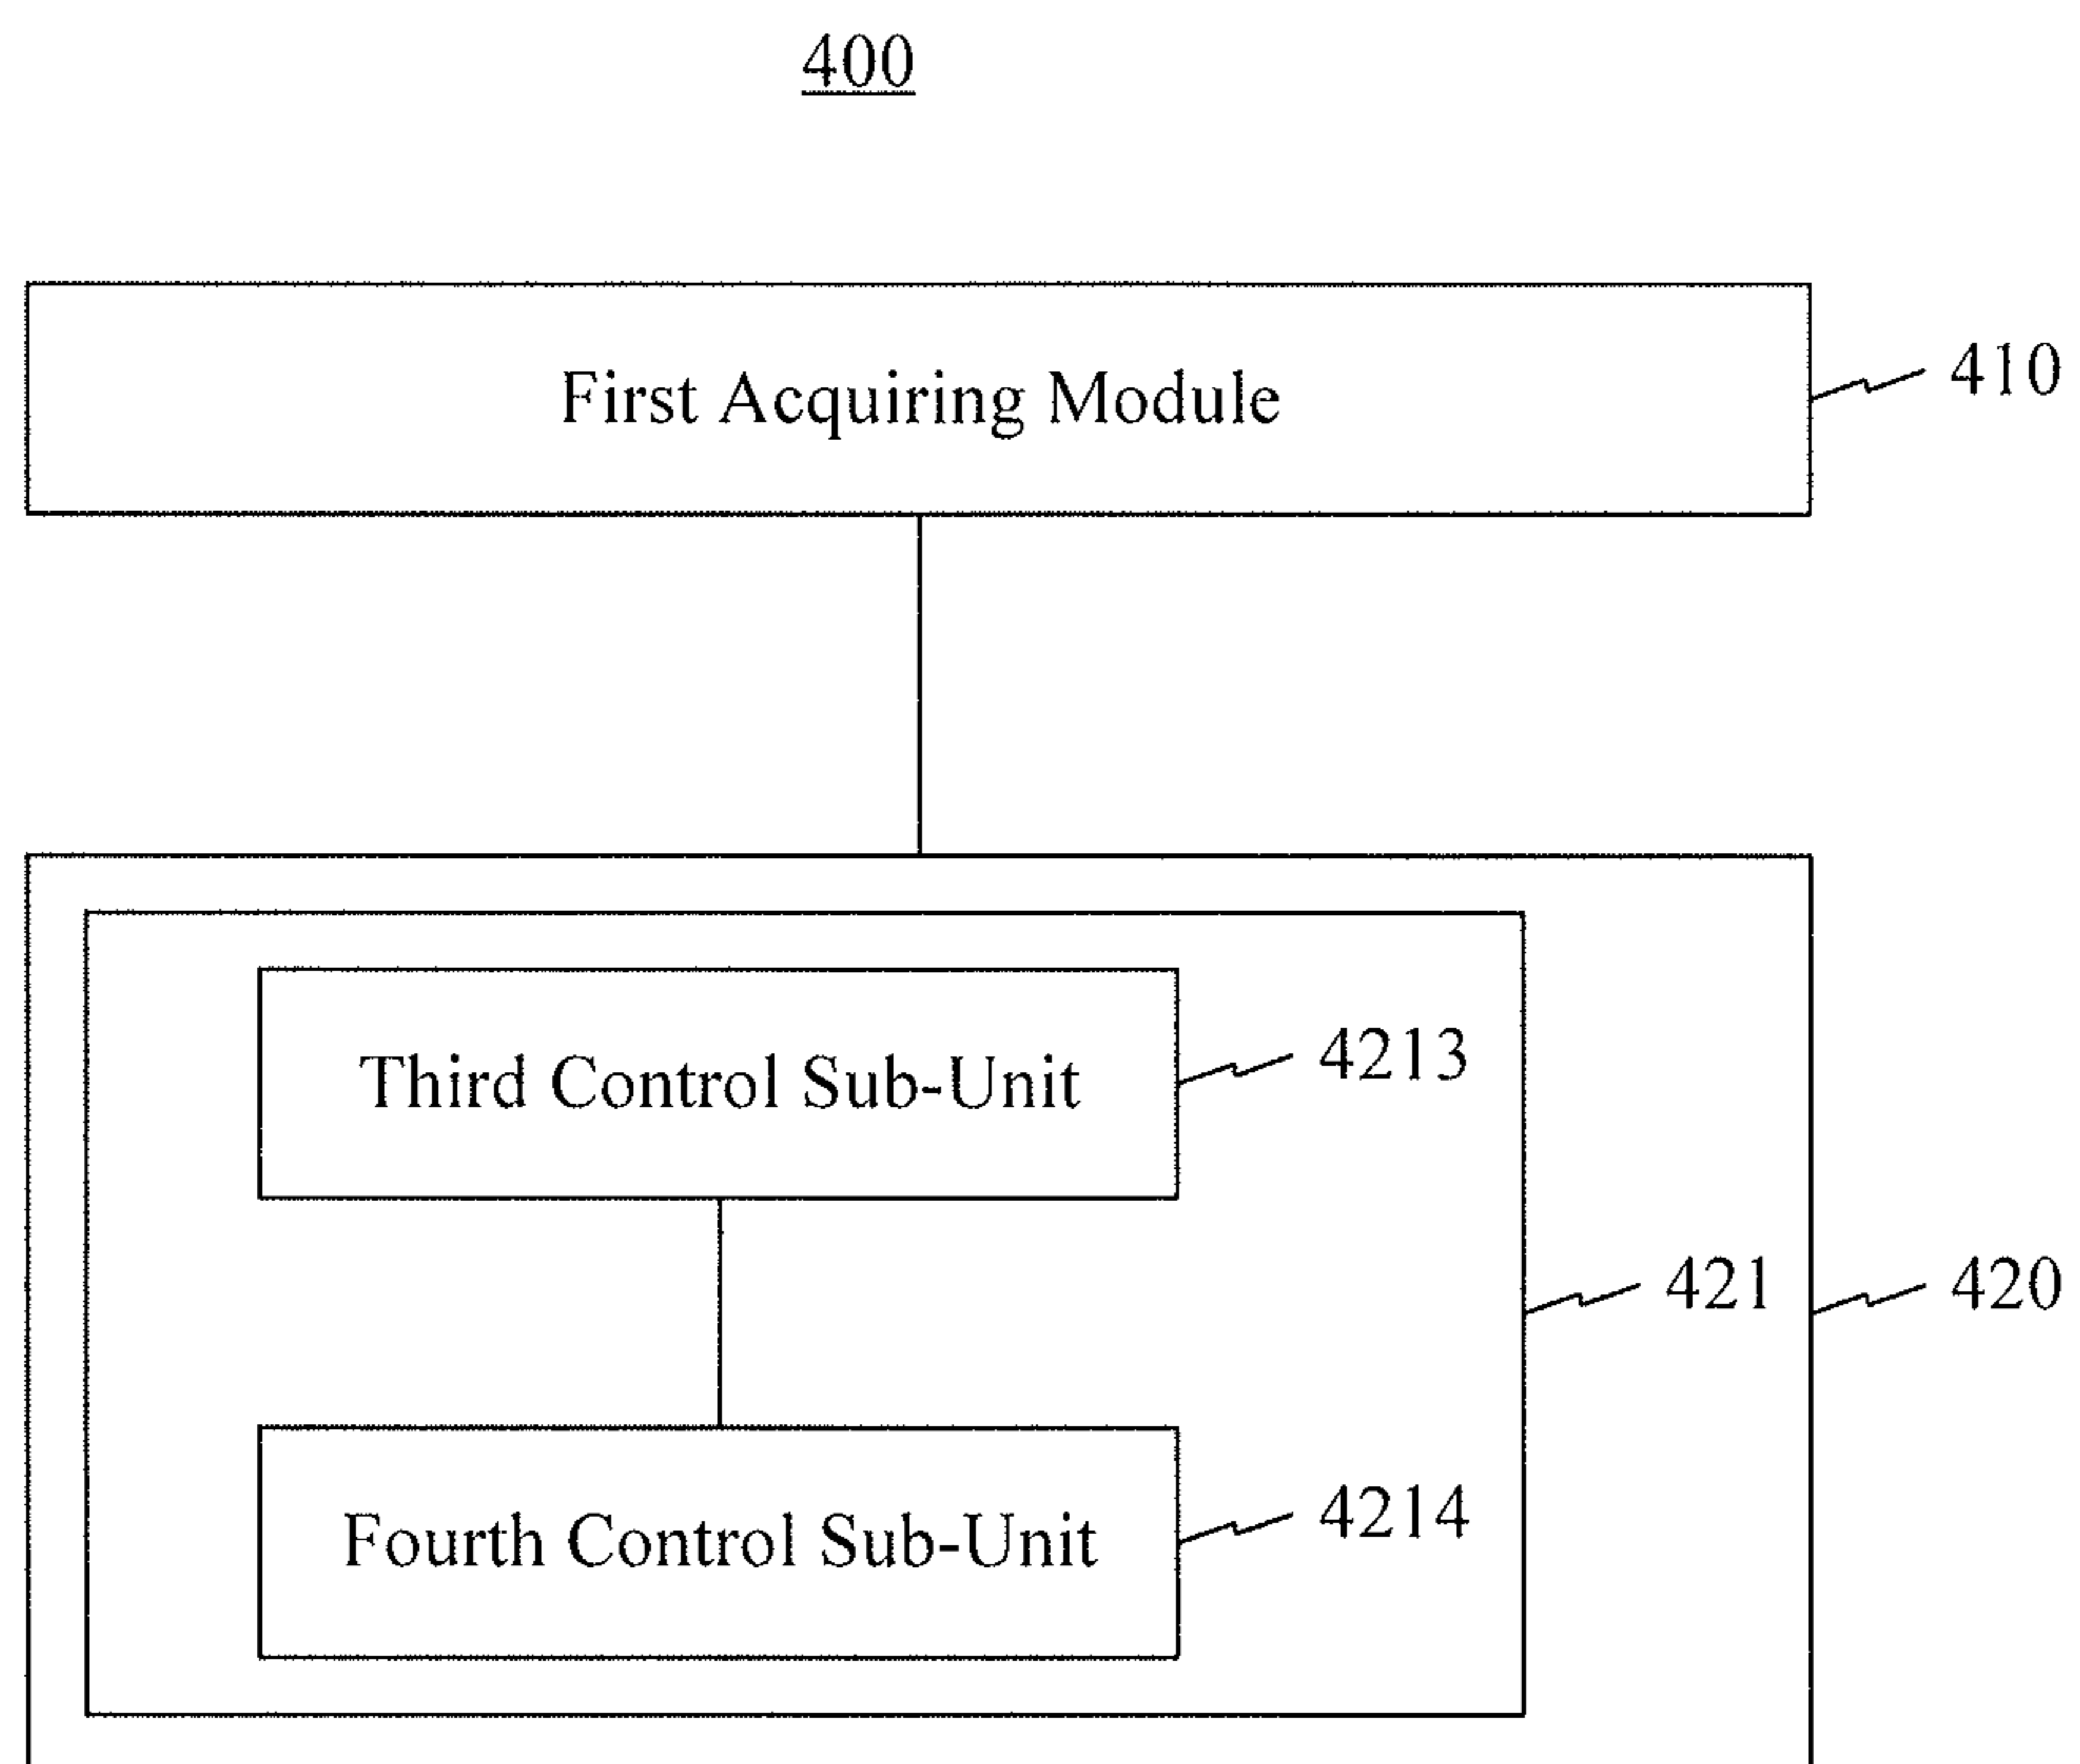 400
First Acquiring Module
410
Third Control Sub-Unit
4213
421
420
Fourth Control Sub-Unit
4214